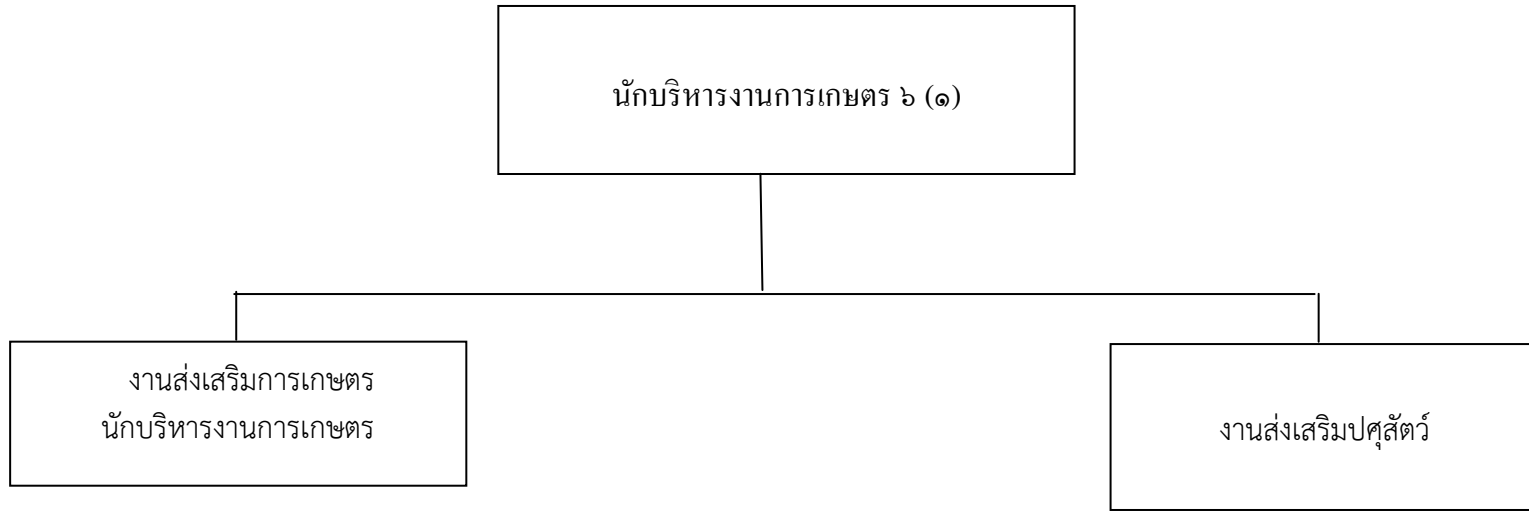 นักบริหารงานการเกษตร ๖ (๑)
งานส่งเสริมการเกษตร
นักบริหารงานการเกษตร
งานส่งเสริมปศุสัตว์